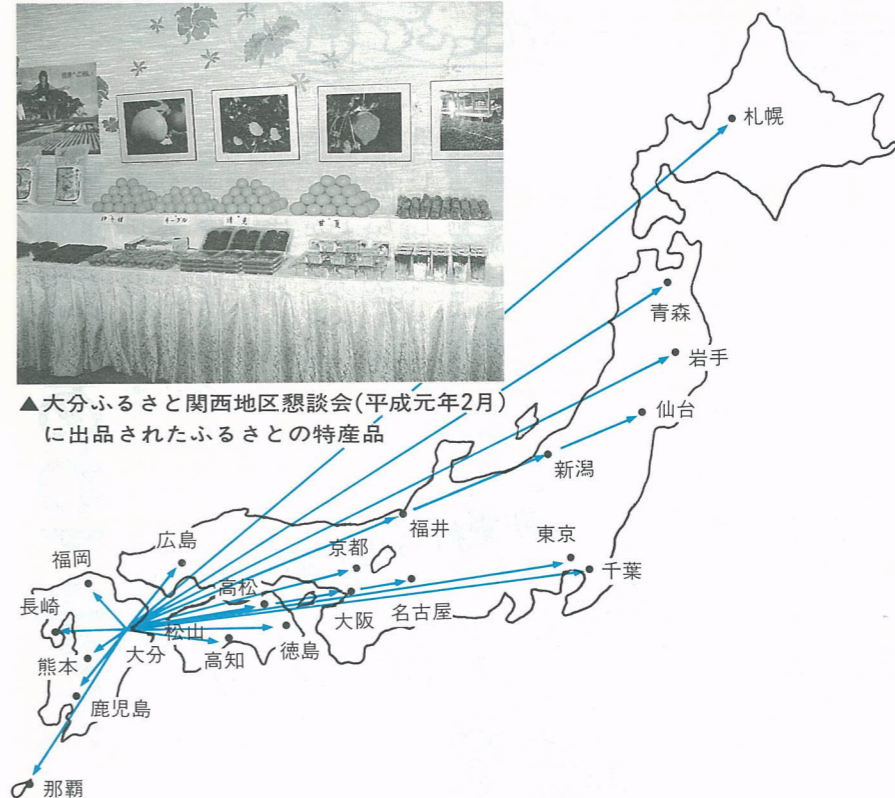 甘夏
▲大分ふるさと関西地区懇談会(平成元年2月)
に出品されたふるさとの特産品
札幌
青森
岩手
仙台
新潟
福井
東京
千葉
広島
京都
福岡
高松
大阪
名古屋
長崎
松山
大分
高知
徳島
熊本
鹿児島
那覇